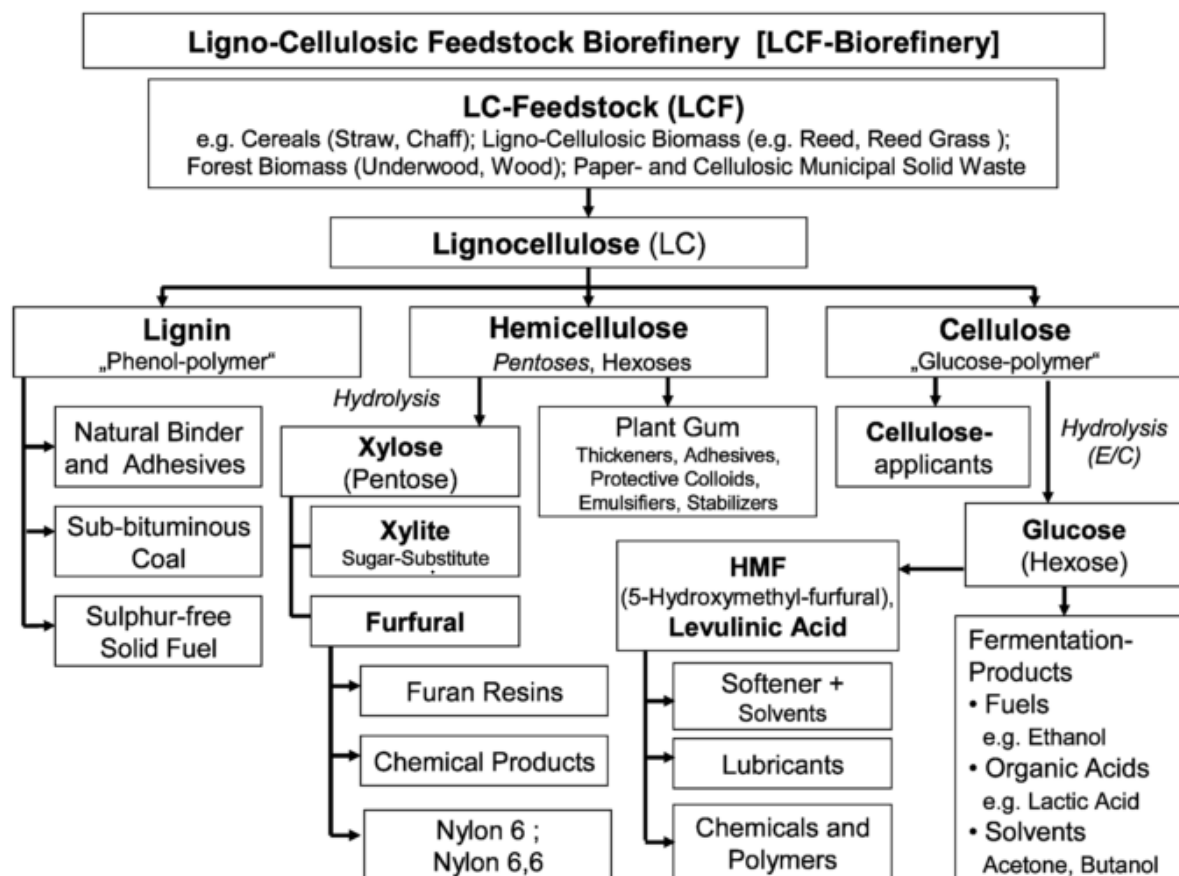 Ligno-Cellulosic Feedstock Biorefinery [LCF-Biorefinery]
LC-Feedstock (LCF)
e.g. Cereals (Straw, Chaff); Ligno-Cellulosic Biomass (e.g. Reed, Reed Grass );
Forest Biomass (Underwood, Wood); Paper- and Cellulosic Municipal Solid Waste
Lignocellulose (LC)
Lignin
„Phenol-polymer“
Hemicellulose
Pentoses, Hexoses
Cellulose
„Glucose-polymer“
Natural Binder
and Adhesives
Sub-bituminous
Coal
Sulphur-free
Solid Fuel
Hydrolysis
Xylose
(Pentose)
Xylite
Sugar-Substitute
Furfural
Furan Resins
Chemical Products
Nylon 6 ;
Nylon 6,6
Plant Gum
Thickeners, Adhesives,
Protective Colloids,
Emulsifiers, Stabilizers
Cellulose-
applicants
Hydrolysis
(E/C)
Glucose
(Hexose)
HMF
(5-Hydroxymethyl-furfural),
Levulinic Acid
Softener +
Solvents
Lubricants
Chemicals and
Polymers
Fermentation-
Products
• Fuels
e.g. Ethanol
• Organic Acids
e.g. Lactic Acid
• Solvents
Acetone, Butanol